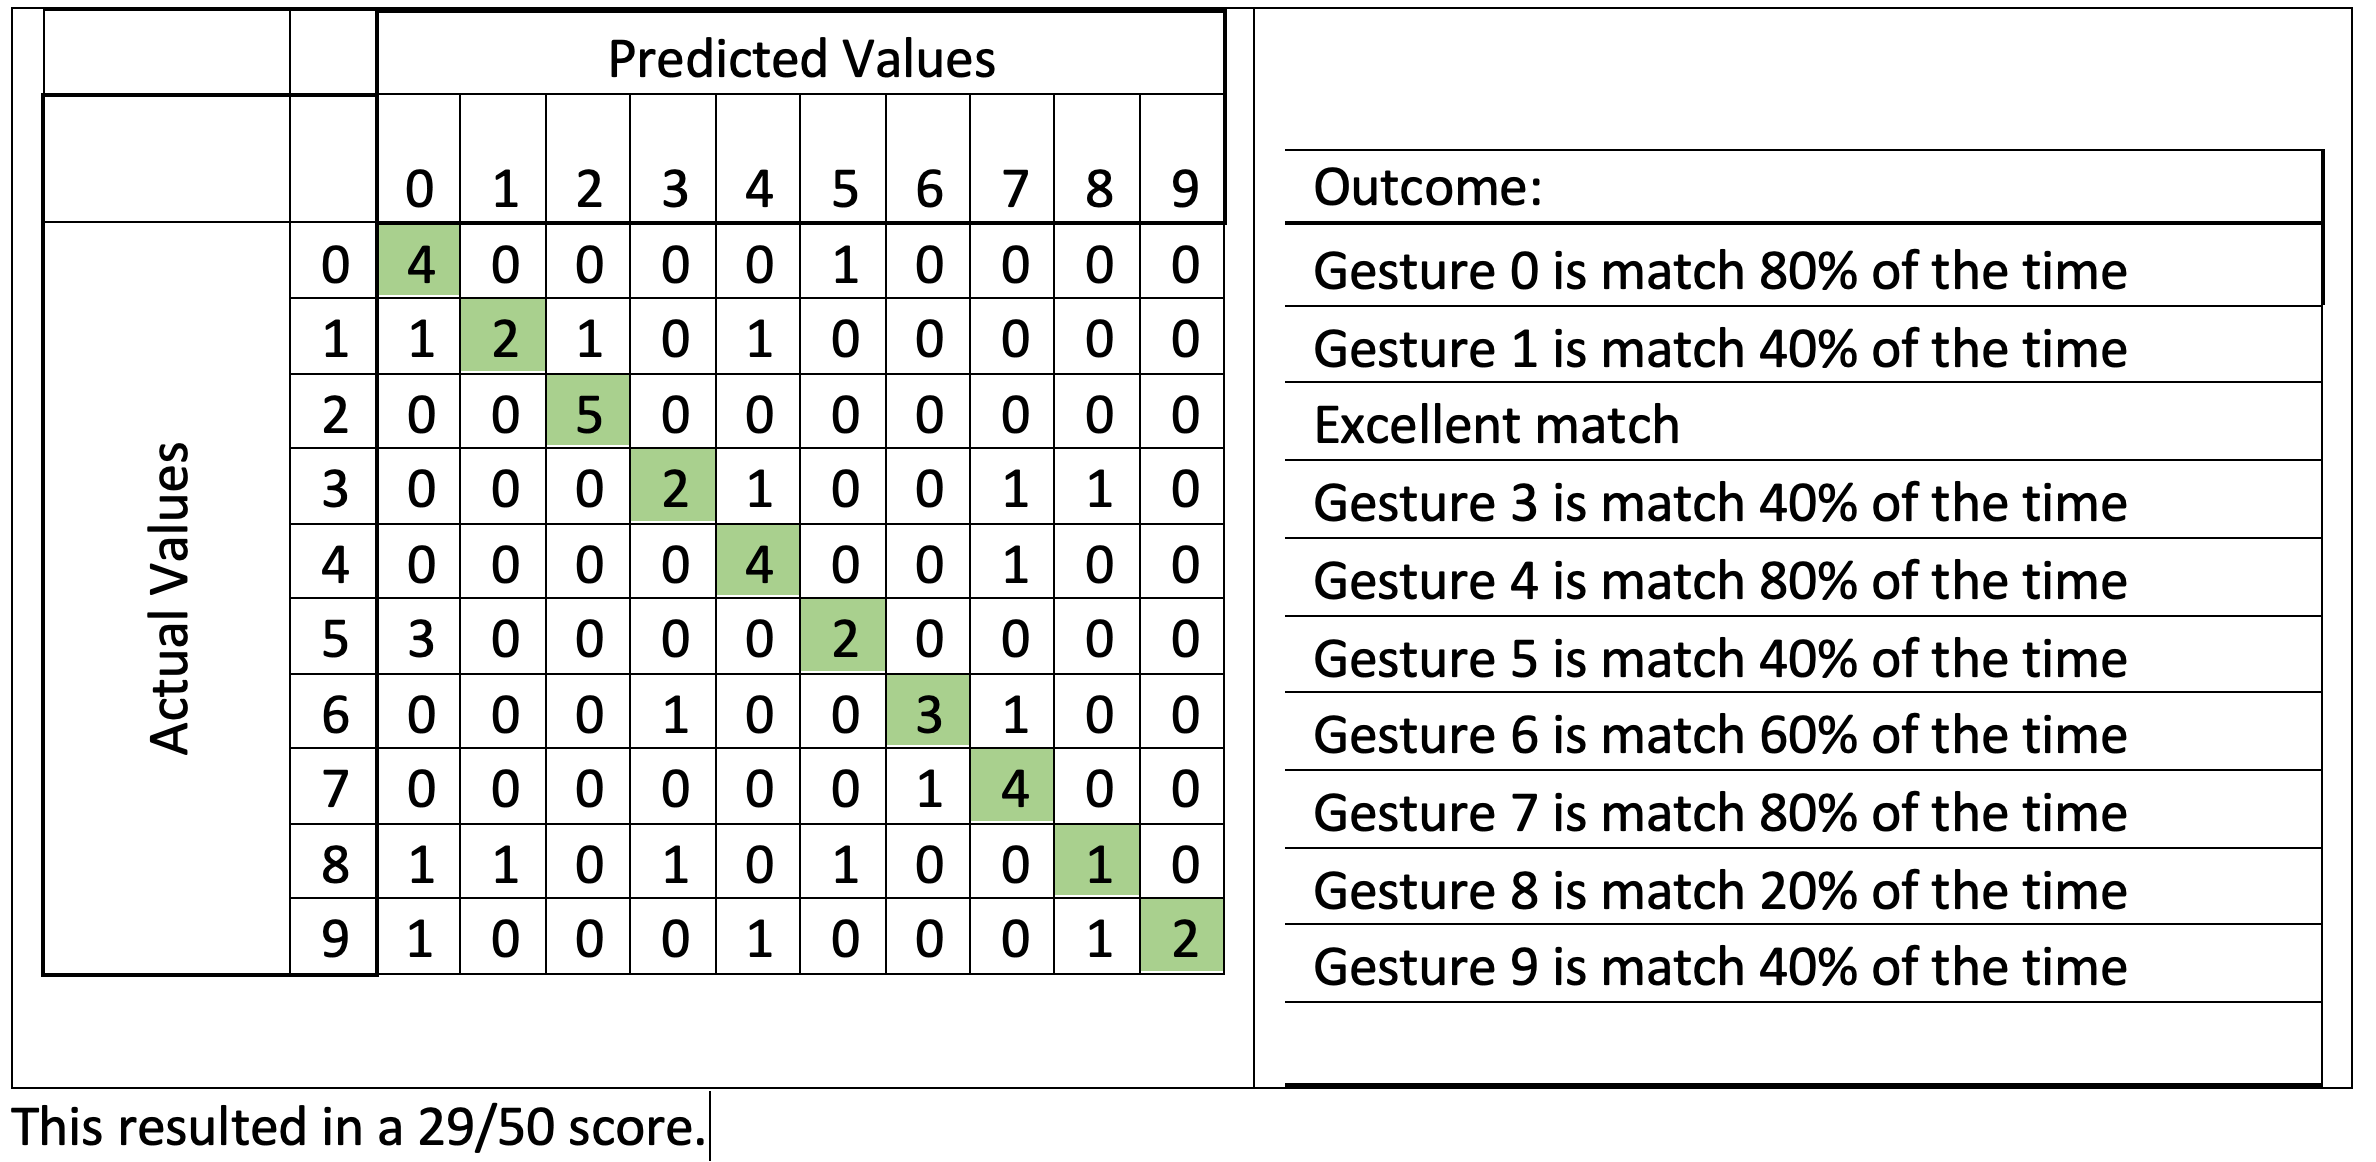 Predicted Values
0 1 2 3 4 5 6 7 8 9
Outcome:
Actual Values
0 4 0 0 0 0 1 0 0 0 0
Gesture 0 is match 80% of the time
1 1 2 1 0 1 0 0 0 0 0
Gesture 1 is match 40% of the time
2 0 0 5 0 0 0 0 0 0 0
Excellent match
3 0 0 0 2 1 0 0 1 1 0
Gesture 3 is match 40% of the time
4 0 0 0 0 4 0 0 1 0 0
Gesture 4 is match 80% of the time
5 3 0 0 0 0 2 0 0 0 0
Gesture 5 is match 40% of the time
6 0 0 0 1 0 0 3 1 0 0
Gesture 6 is match 60% of the time
7 0 0 0 0 0 0 1 4 0 0
Gesture 7 is match 80% of the time
8 1 1 0 1 0 1 0 0 1 0
Gesture 8 is match 20% of the time
9 1 0 0 0 1 0 0 0 1 2
Gesture 9 is match 40% of the time
This resulted in a 29/50 score.